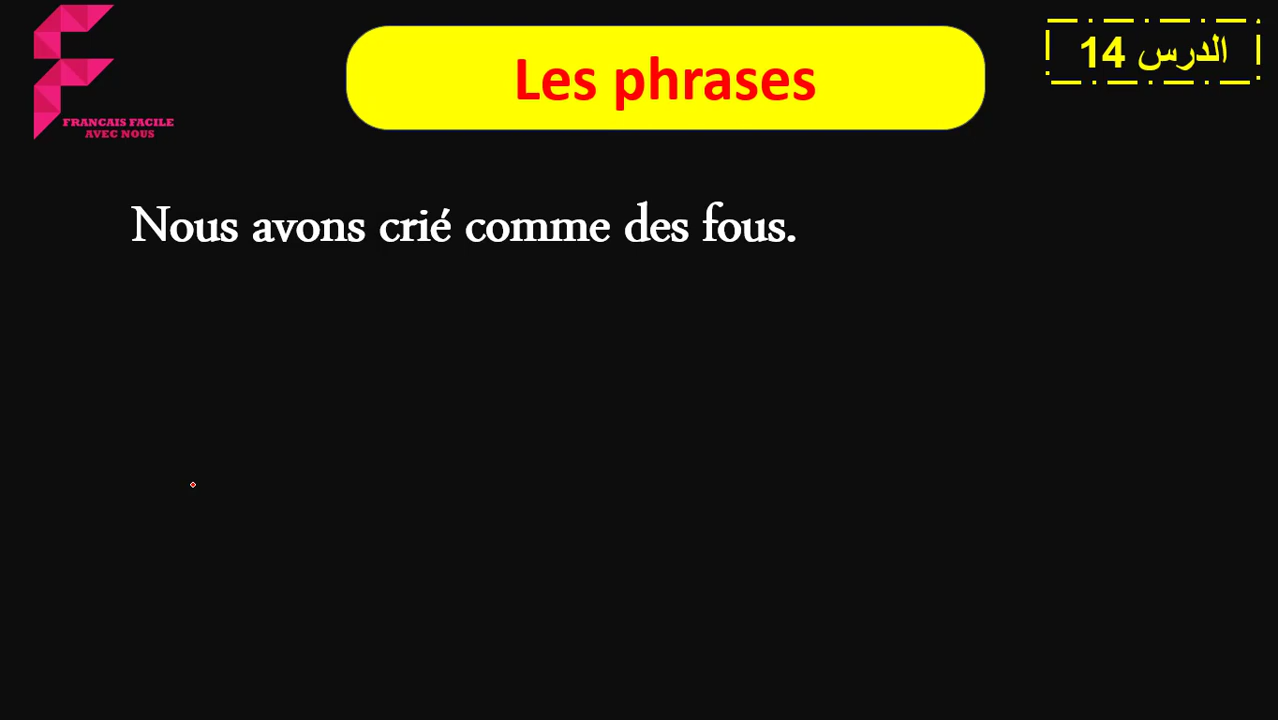 Les phrases
الدرس 14
FRANCAIS FACILE
AVEC NOUS
Nous avons crié comme des fous.